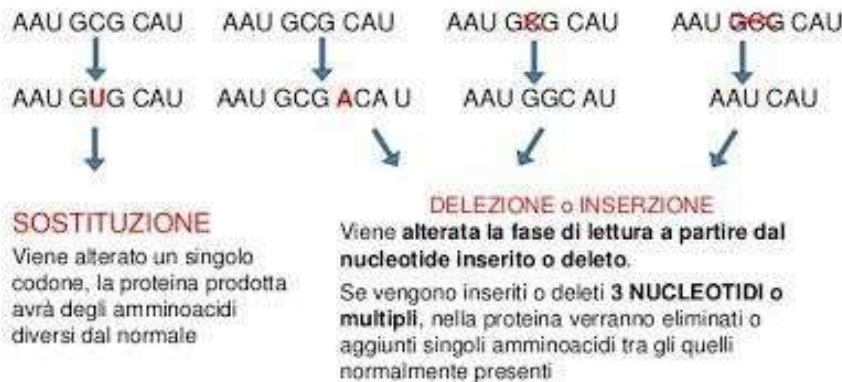 AAU GCG CAU AAU GCG CAU AAU GCG CAU AAU GCG CAU
AAU GUG CAU AAU GCG ACA U AAU GGC AU AAU CAU
SOSTITUZIONE
Viene alterato un singolo
codone, la proteina prodotta
avrà degli amminoacidi
diversi dal normale
DELEZIONE o INSERZIONE
Viene alterata la fase di lettura a partire dal
nucleotide inserito o deleto.
Se vengono inseriti o deleti 3 NUCLEOTIDI o
multipli, nella proteina verranno eliminati o
aggiunti singoli amminoacidi tra gli quelli
normalmente presenti